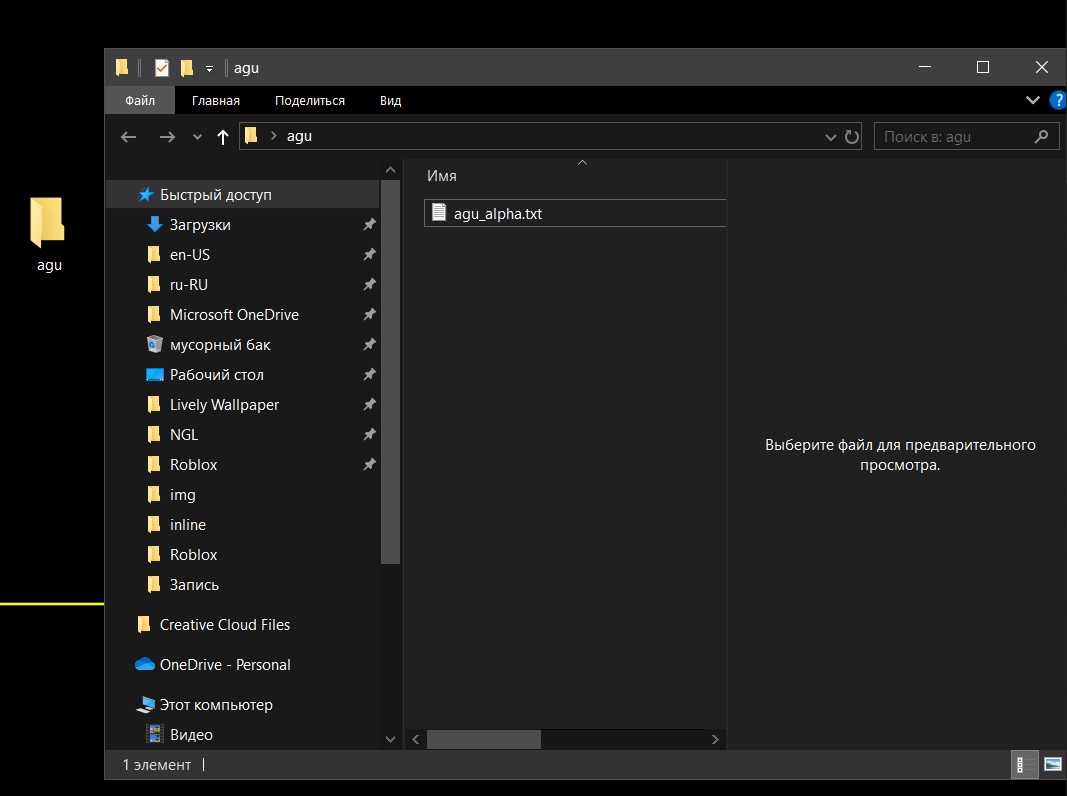 agu
Файл Главная Поделиться Вид
?
agu
Поиск в: agu
agu
Имя
agu_alpha.txt
Быстрый доступ
Загрузки
en-US
ru-RU
Microsoft OneDrive
мусорный бак
Рабочий стол
Lively Wallpaper
NGL
Roblox
img
inline
Roblox
Запись
Creative Cloud Files
OneDrive - Personal
Этот компьютер
Видео
Выберите файл для предварительного
просмотра.
1 элемент